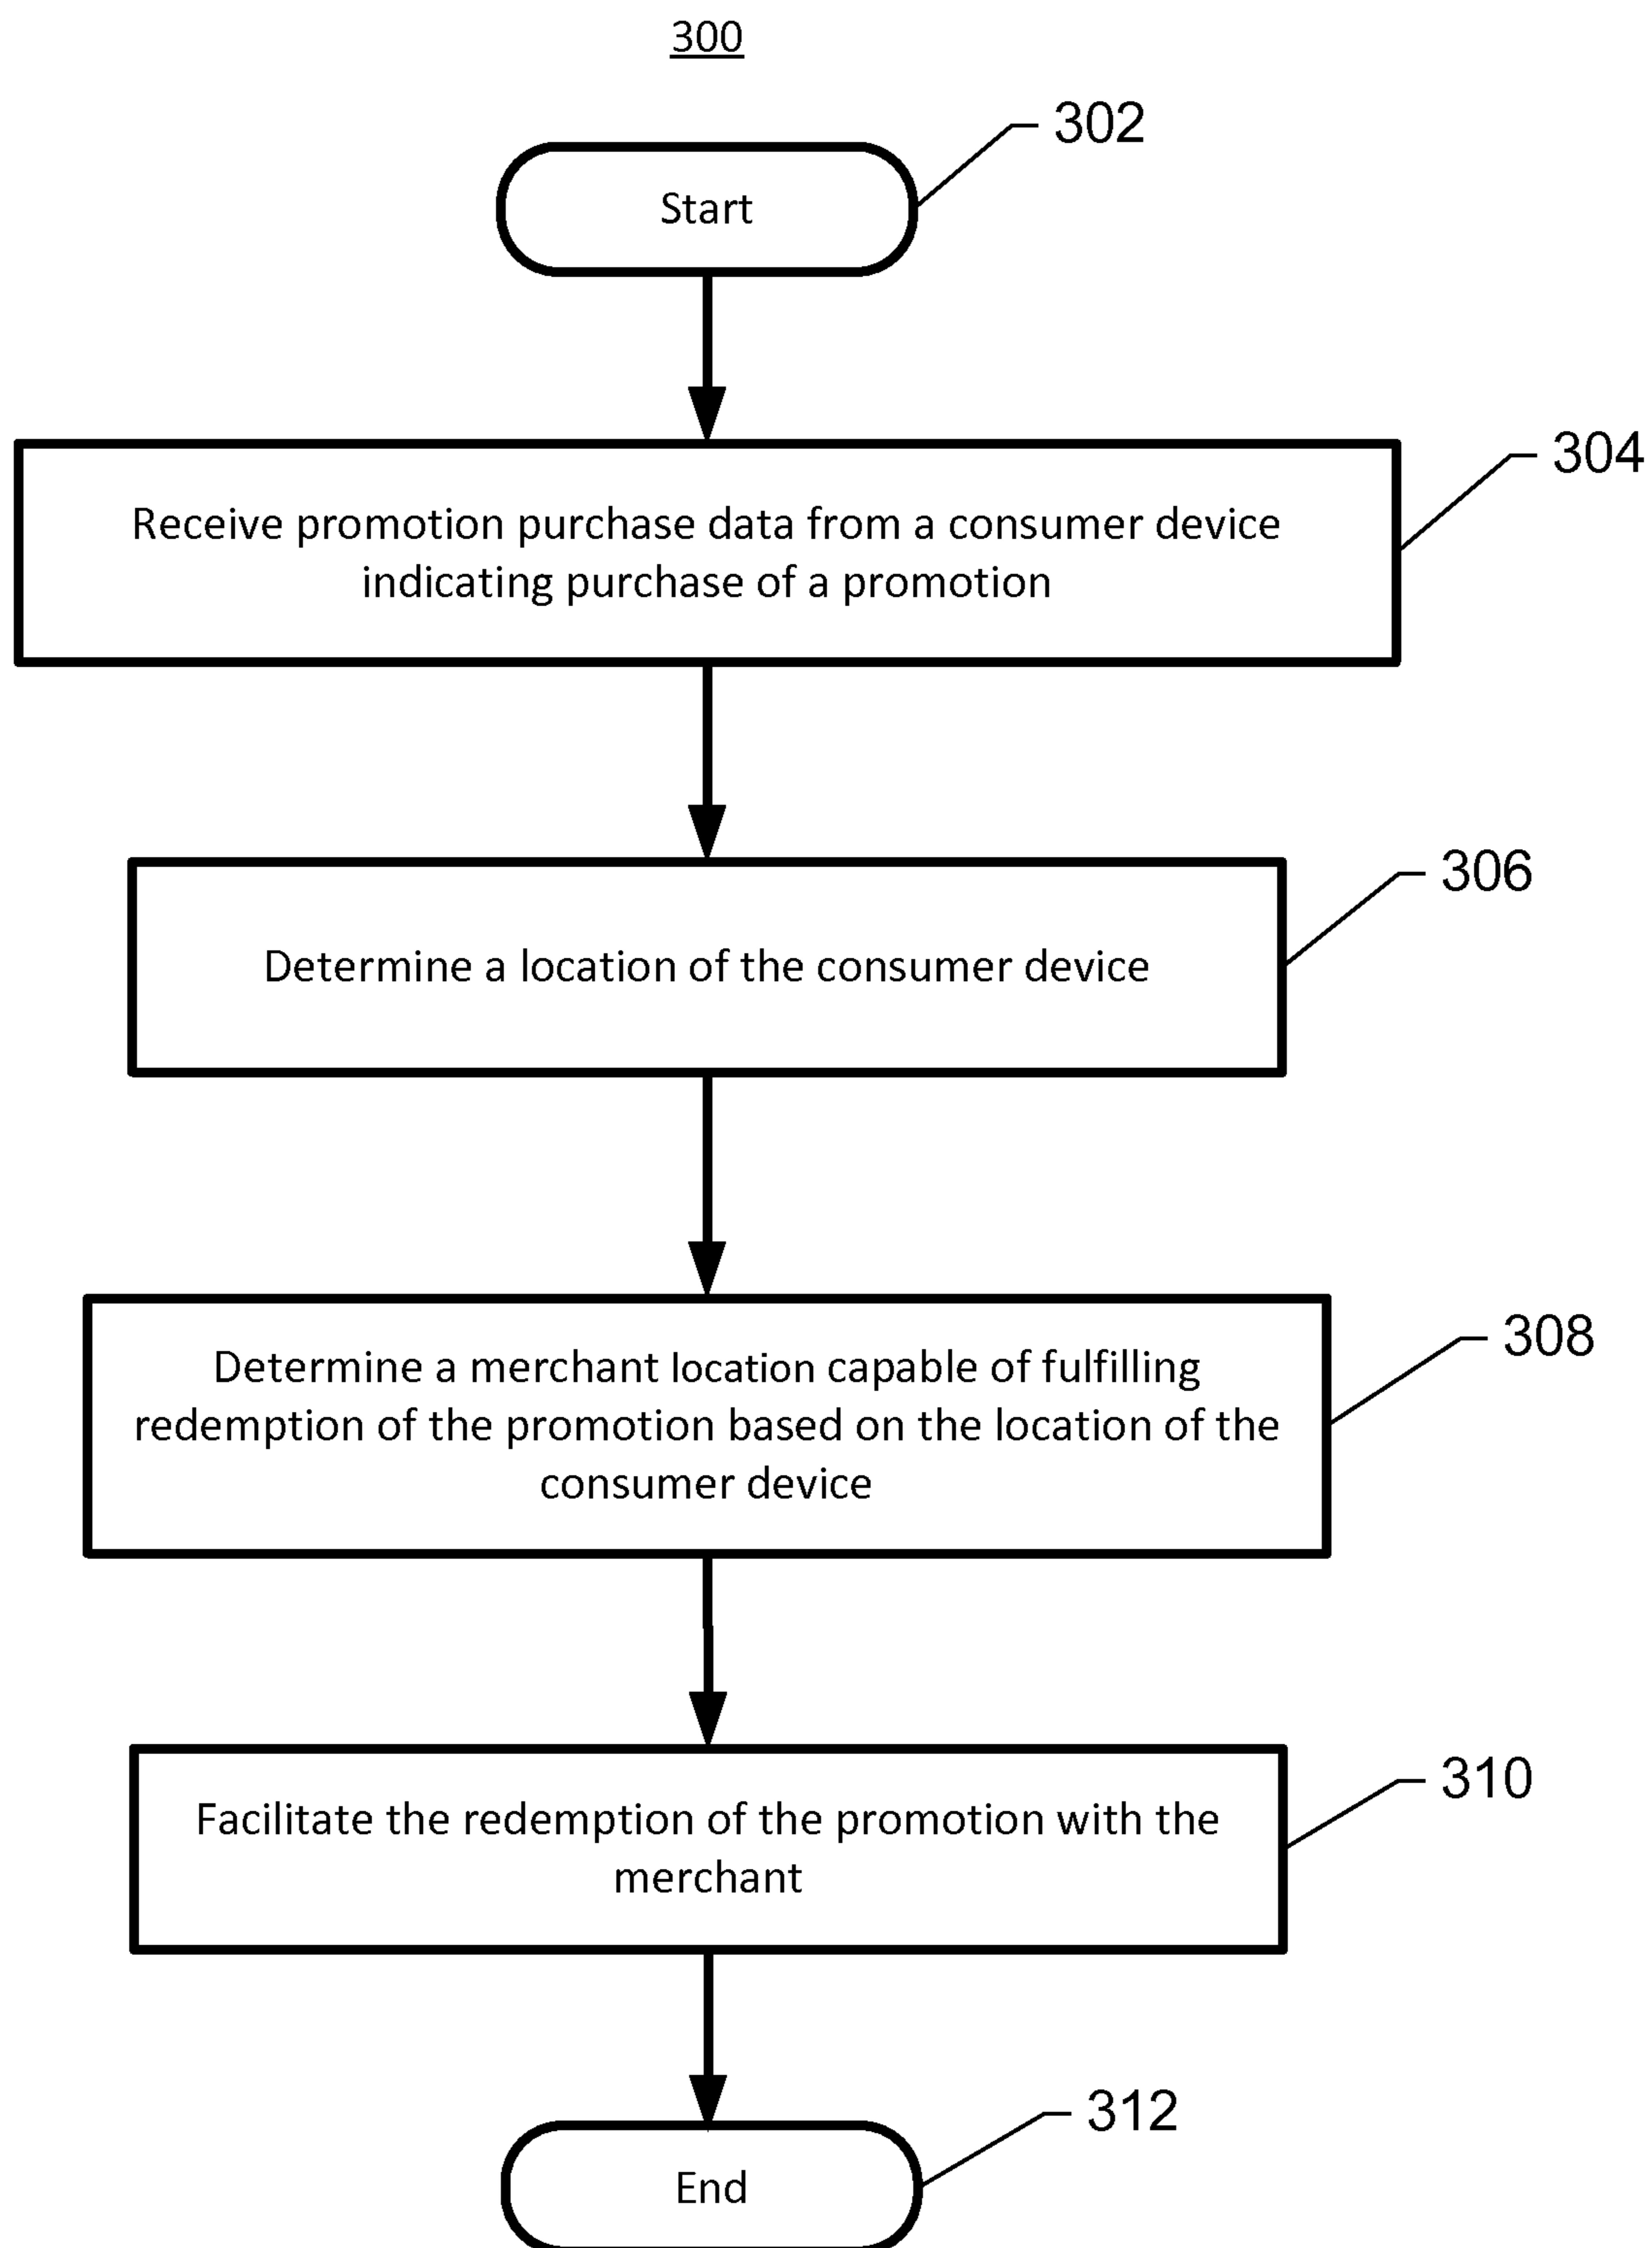 300
302
Start
304
Receive promotion purchase data from a consumer device
indicating purchase of a promotion
306
Determine a location of the consumer device
308
Determine a merchant location capable of fulfilling
redemption of the promotion based on the location of the
consumer device
310
Facilitate the redemption of the promotion with the
merchant
312
End